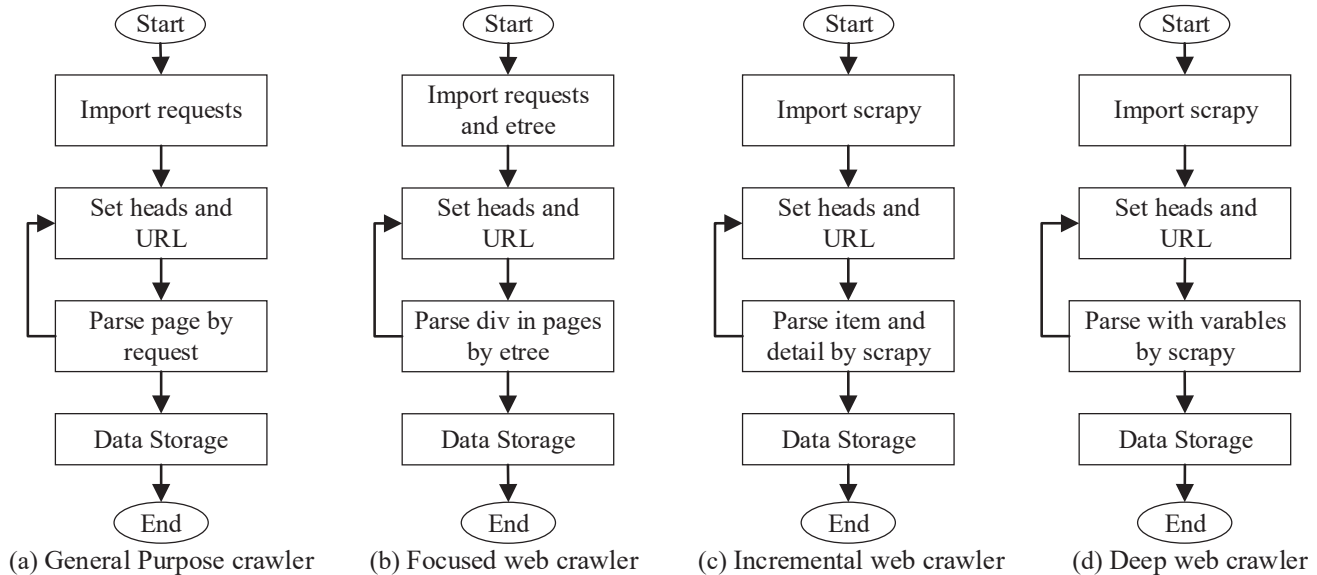 Start
Import requests
Set heads and
URL
Parse page by
request
Data Storage
End
(a) General Purpose crawler
Start
Import requests
and etree
Set heads and
URL
Parse div in pages
by etree
Data Storage
End
(b) Focused web crawler
Start
Import scrapy
Set heads and
URL
Parse item and
detail by scrapy
Data Storage
End
(c) Incremental web crawler
Start
Import scrapy
Set heads and
URL
Parse with varables
by scrapy
Data Storage
End
(d) Deep web crawler